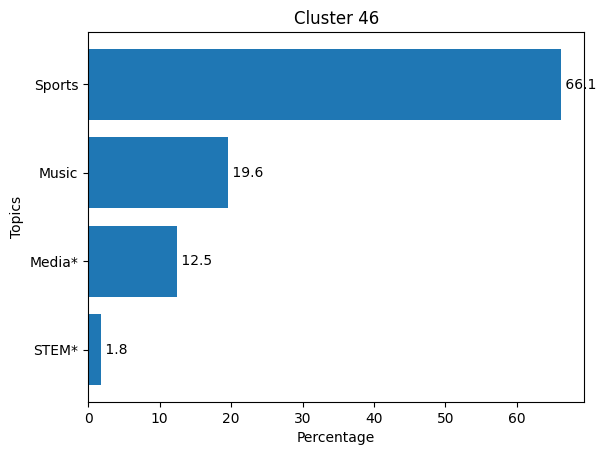 Cluster 46
Topics
Sports
66.1
Music
19.6
Media*
12.5
STEM*
1.8
0 10 20 30 40 50 60
Percentage